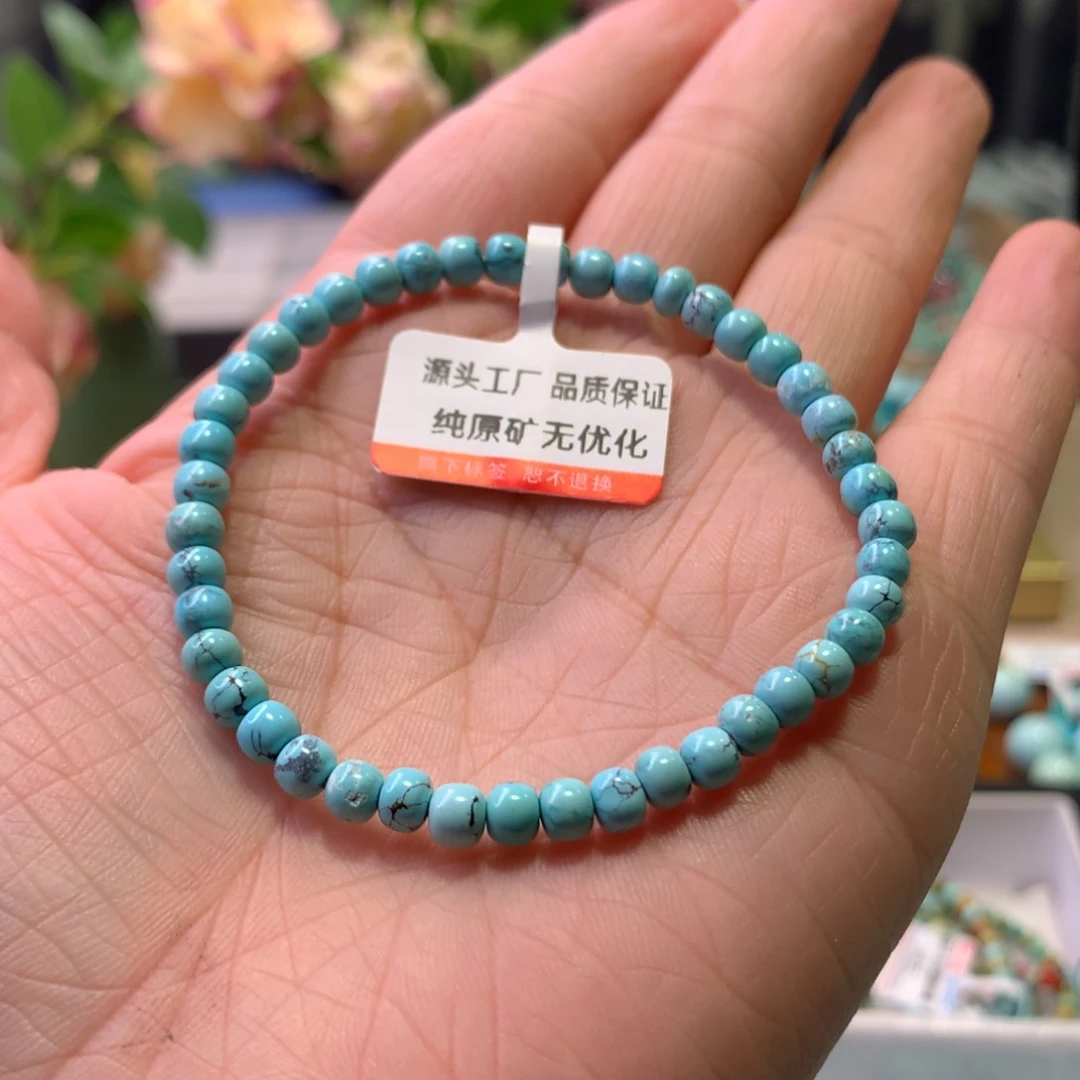 源头工厂 品质保证
纯原矿无优化
撕下标签 恕不退换